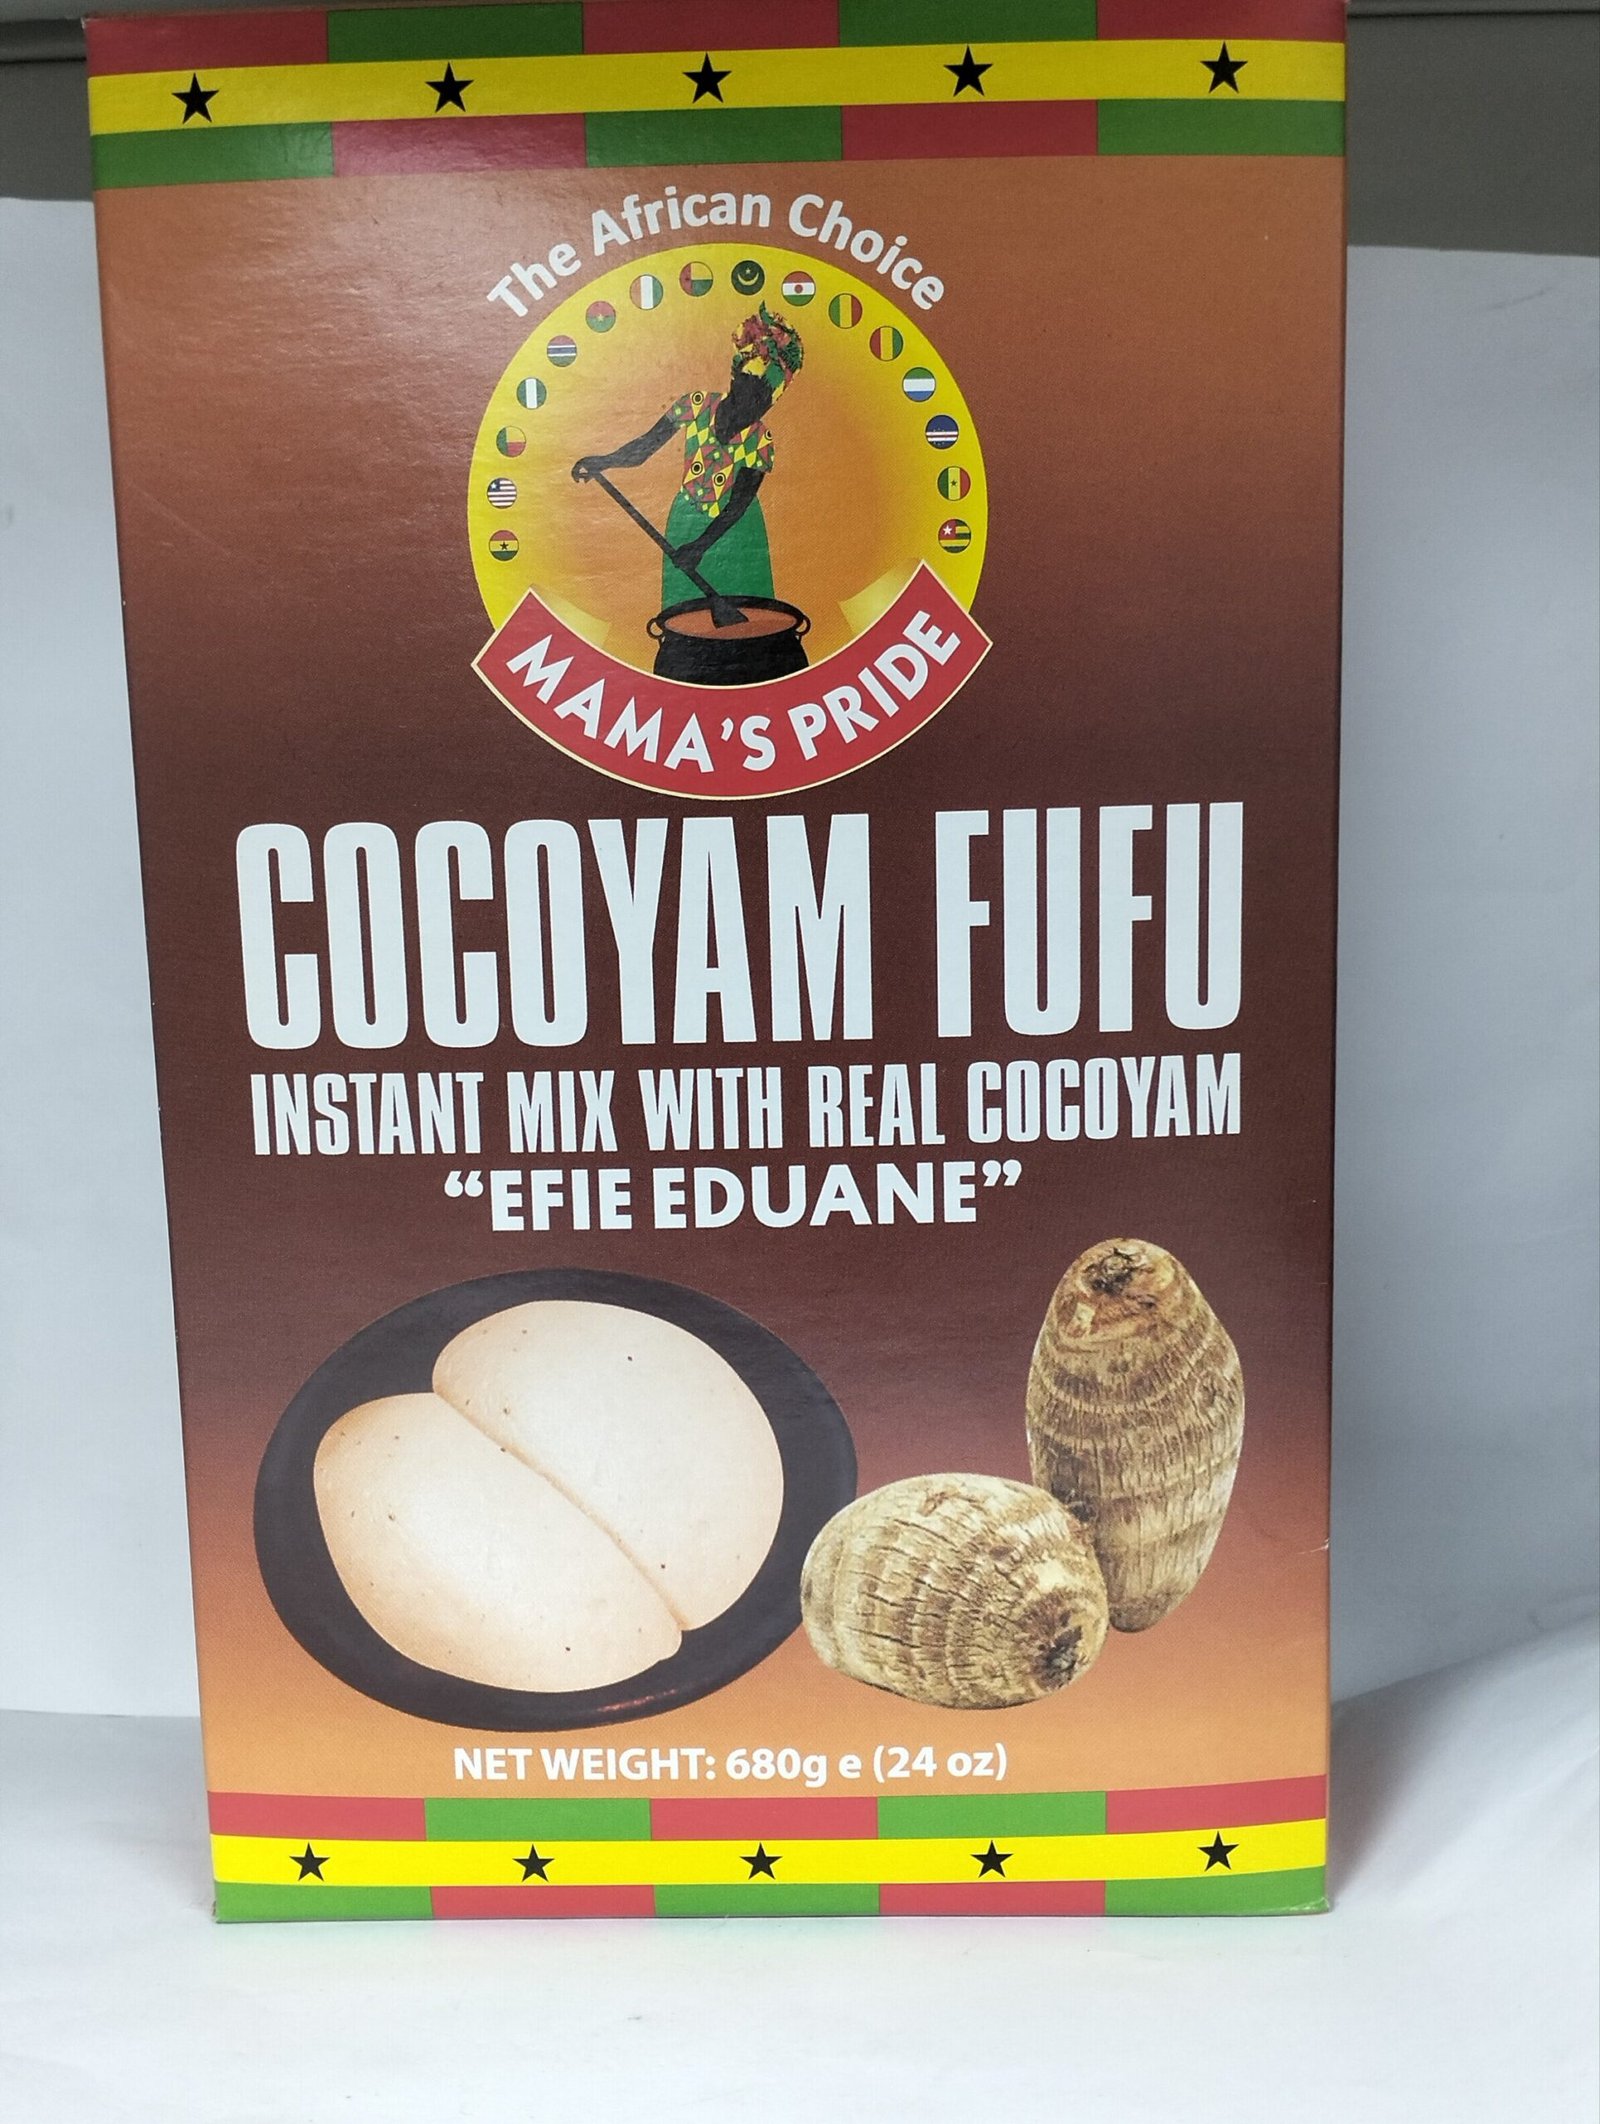 The African Choice
MAMA'S PRIDE
COCOYAM FUFU
INSTANT MIX WITH REAL COCOYAM
“EFIE EDUANE”
NET WEIGHT: 680g e (24 oz)